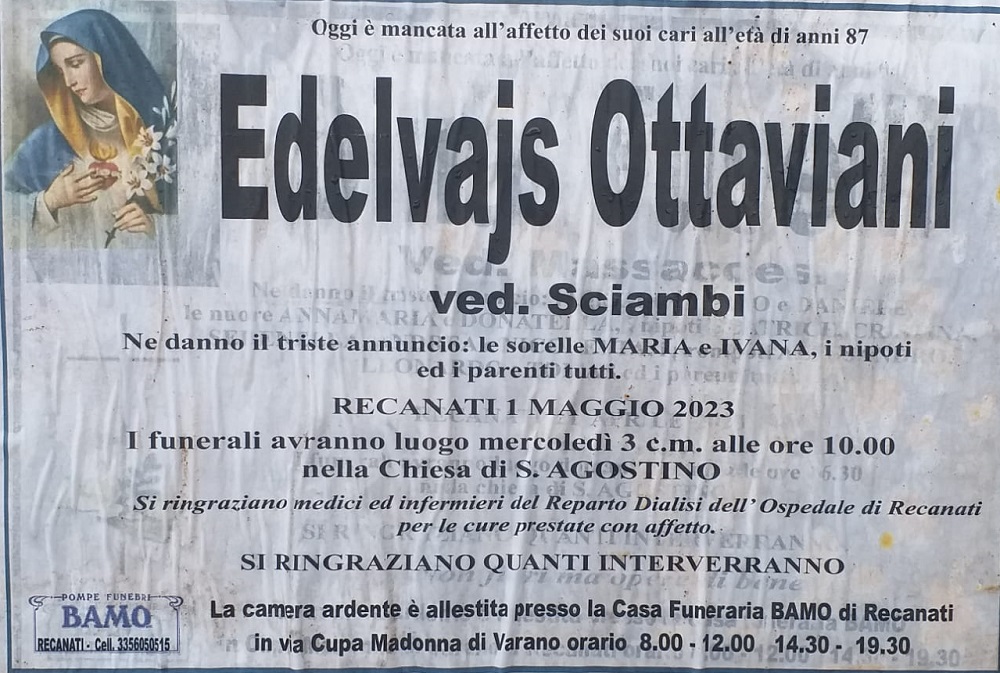 Oggi è mancata all'affetto dei suoi cari all'età di anni 87
Edelvajs Ottaviani
Ved. Massacces
ved. Sciambi
Ne danno il triste annuncio: le sorelle MARIA e IVANA, i nipoti
ed i parenti tutti.
RECANATI 1 MAGGIO 2023
I funerali avranno luogo mercoledì 3 c.m. alle ore 10.00
nella Chiesa di S. AGOSTINO
Si ringraziano medici ed infermieri del Reparto Dialisi dell'Ospedale di Recanati
per le cure prestate con affetto.
SI RINGRAZIANO QUANTI INTERVERRANNO
POMPE FUNEBRI
BAMO
RECANATI - Cell. 3356050515
La camera ardente è allestita presso la Casa Funeraria BAMO di Recanati
in via Cupa Madonna di Varano orario 8.00 - 12.00 14.30 - 19.30